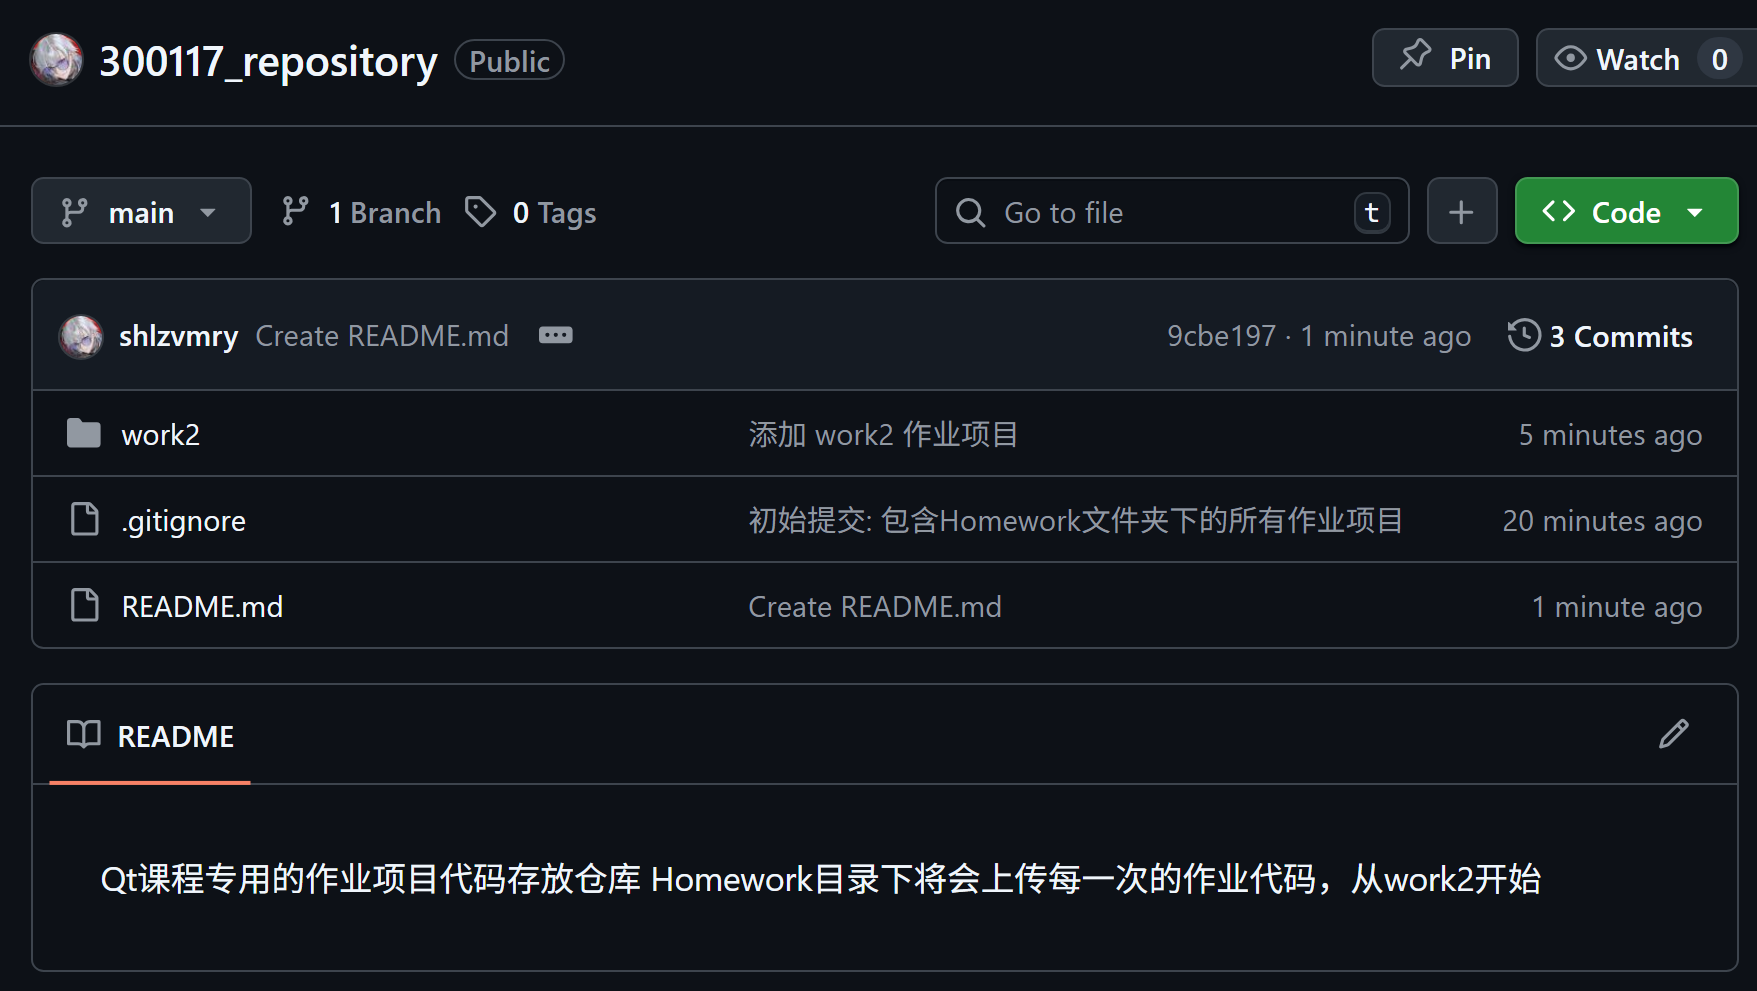 300117_repository Public Pin Watch 0
main 1 Branch 0 Tags Go to file t + Code
shlzvmry Create README.md 9cbe197 · 1 minute ago 3 Commits
work2 添加 work2 作业项目 5 minutes ago
.gitignore 初始提交: 包含Homework文件夹下的所有作业项目 20 minutes ago
README.md Create README.md 1 minute ago
README
Qt课程专用的作业项目代码存放仓库 Homework目录下将会上传每一次的作业代码，从work2开始